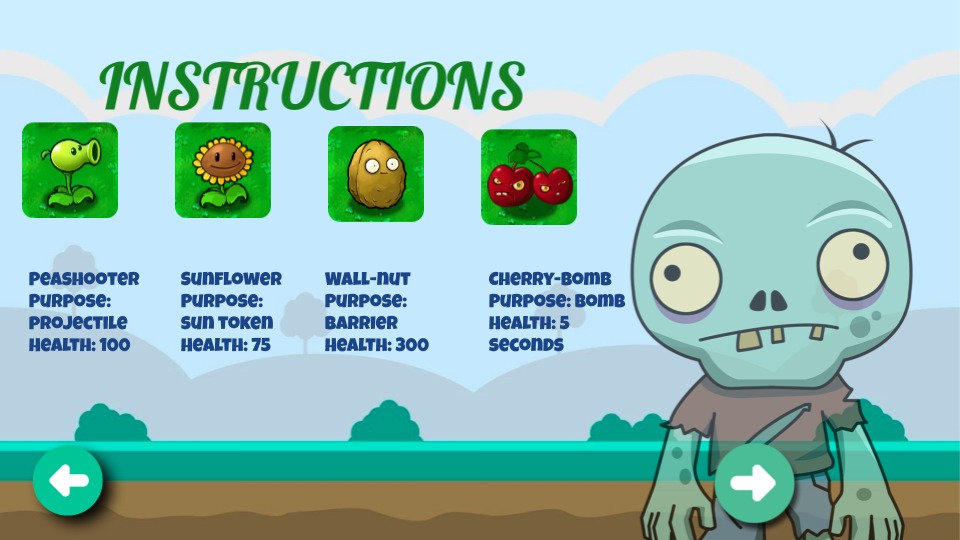 INSTRUCTIONS
Peashooter
Purpose:
Projectile
Health: 100
Sunflower
Purpose:
Sun Token
Health: 75
Wall-nut
Purpose:
Barrier
Health: 300
Cherry-bomb
Purpose: Bomb
Health: 5
seconds